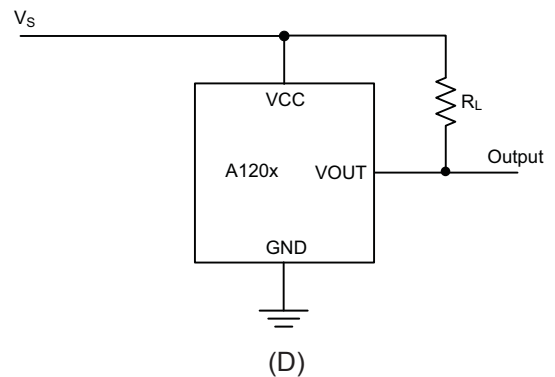 VS
VCC
RL
A120x
VOUT
Output
GND
(D)